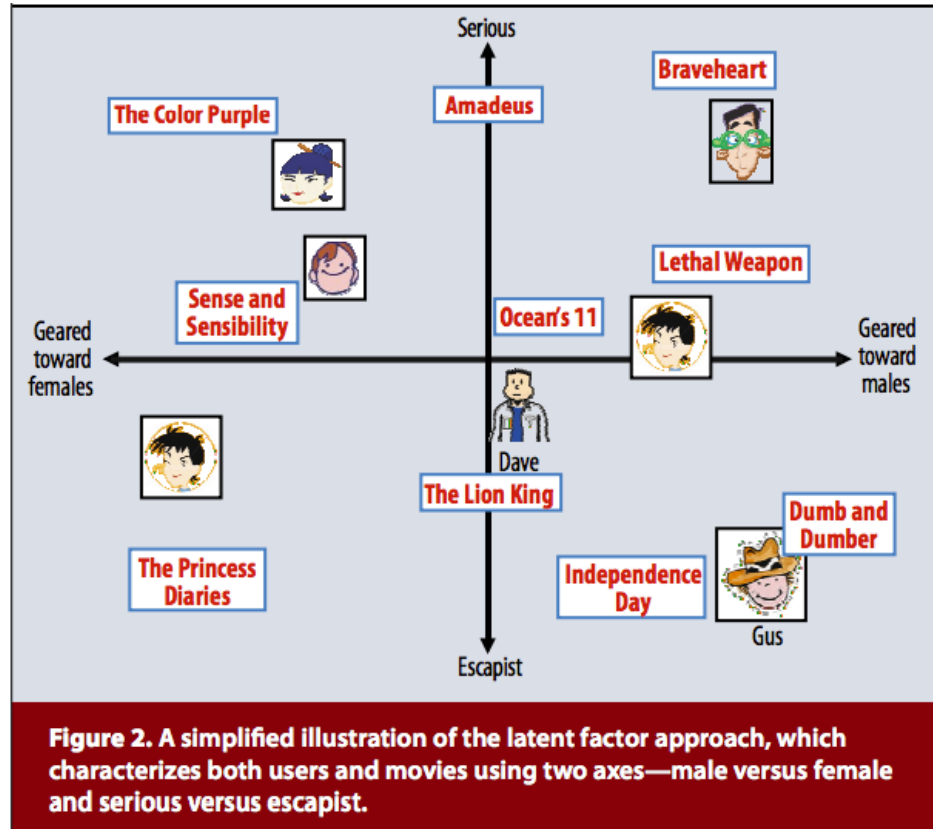 Serious
Braveheart
Amadeus
The Color Purple
Lethal Weapon
Sense and
Sensibility
Ocean's 11
Geared
toward
females
Geared
toward
males
Dave
The Lion King
Dumb and
Dumber
The Princess
Diaries
Independence
Day
Gus
Escapist
Figure 2. A simplified illustration of the latent factor approach, which
characterizes both users and movies using two axes—male versus female
and serious versus escapist.